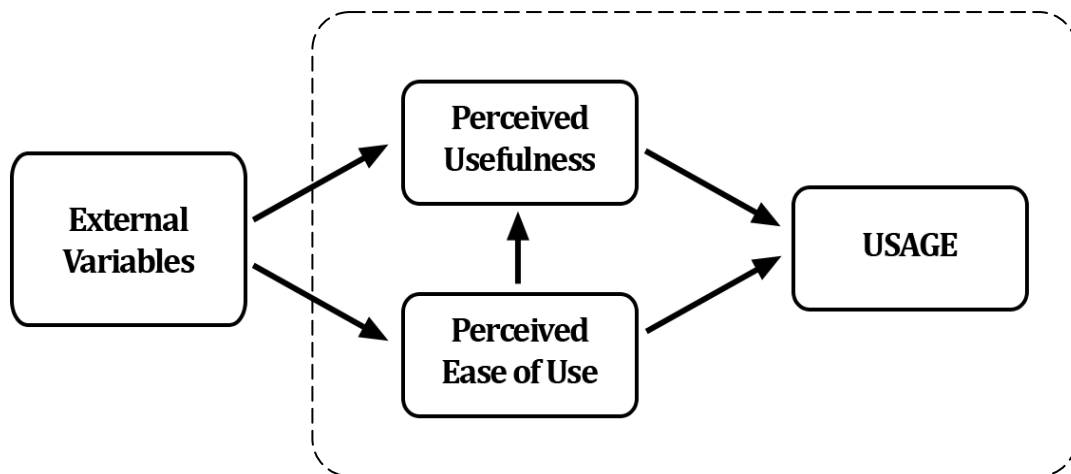 External
Variables
Perceived
Usefulness
Perceived
Ease of Use
USAGE